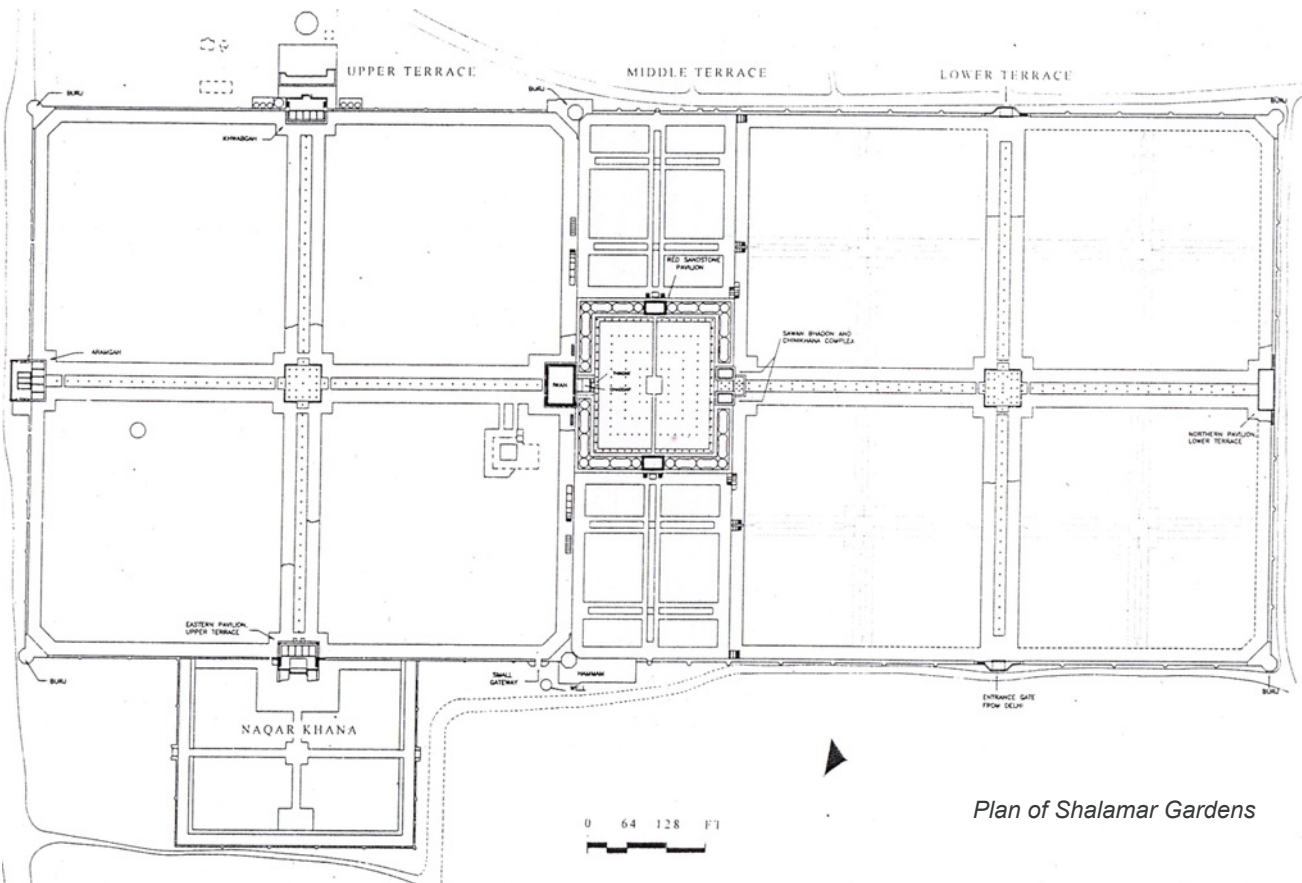 UPPER TERRACE
MIDDLE TERRACE
LOWER TERRACE
BURJ
BURJ
BURJ
KHWABGAH
RED SANDSTONE
PAVILION
ARAMGAH
SAWAN BHADON AND
CHINIKHANA COMPLEX
IWAN
THRONE
NORTHERN PAVILION,
LOWER TERRACE
EASTERN PAVILION,
UPPER TERRACE
BURJ
SMALL
GATEWAY
WELL
HAMMAM
ENTRANCE GATE
FROM DELHI
BURJ
NAQAR KHANA
0 64 128 FT
Plan of Shalamar Gardens